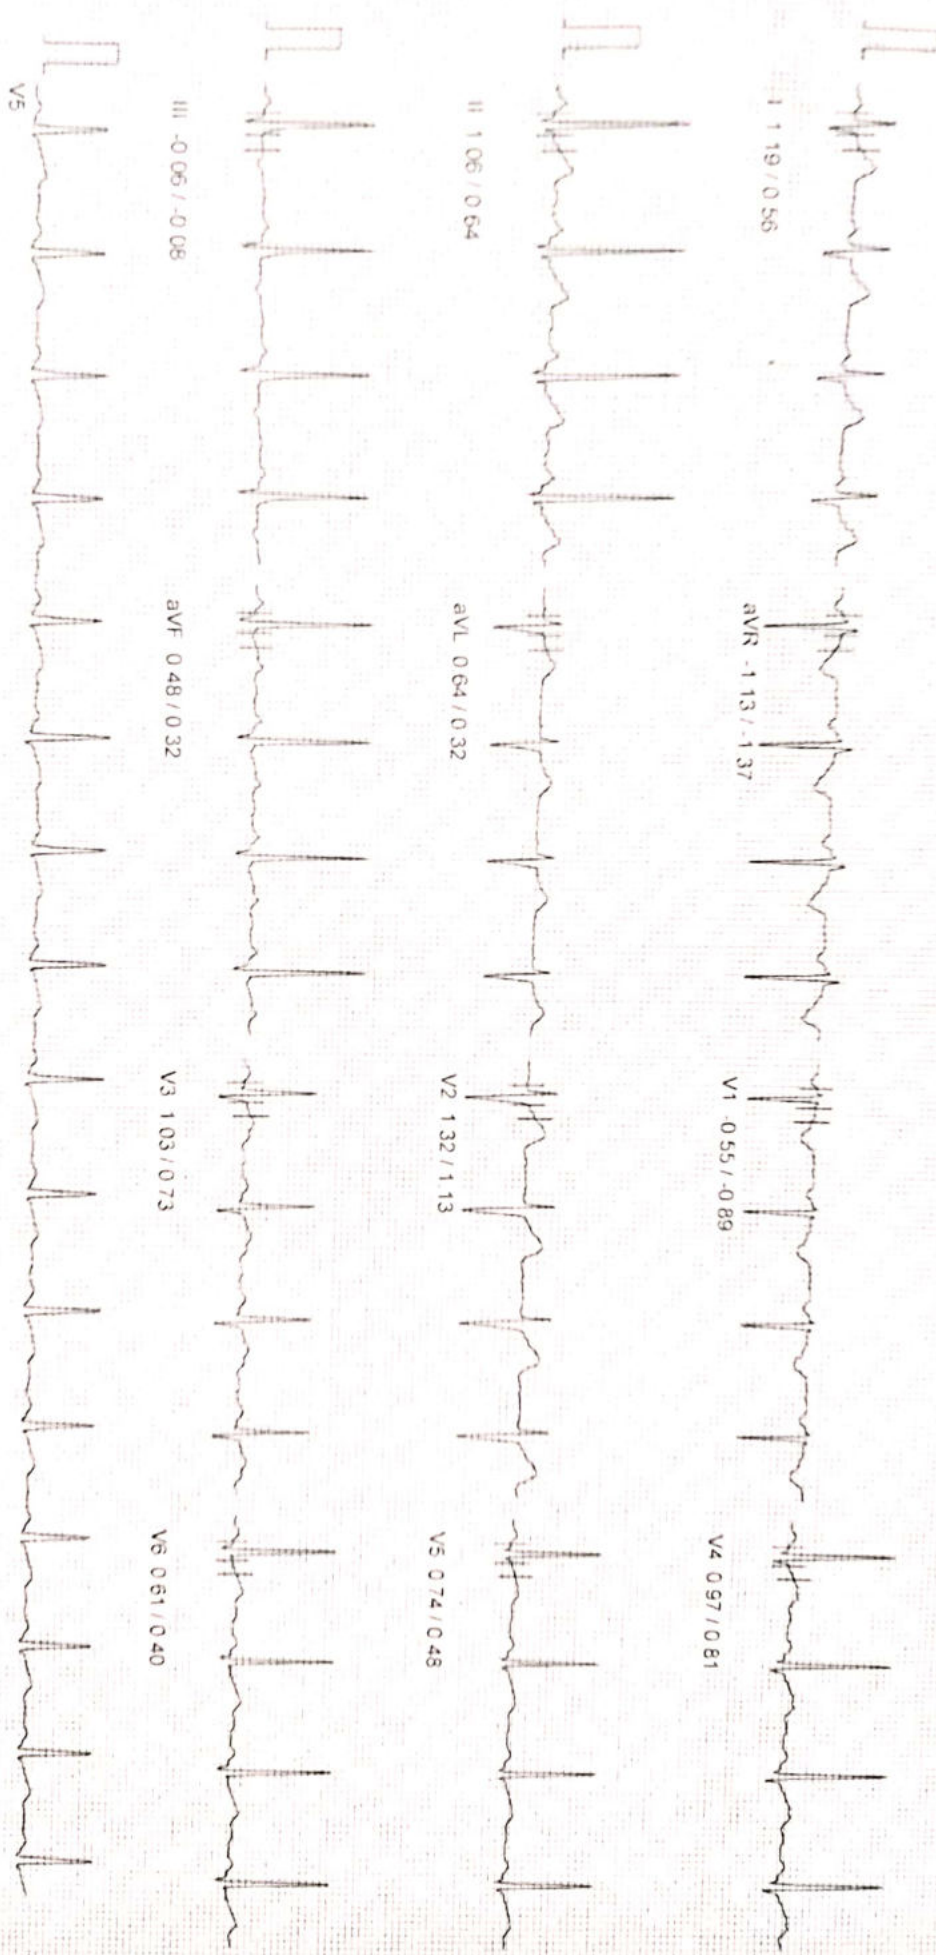 I 1.19 / 0.56
aVR -1.13 / -1.37
V1 -0.55 / -0.89
V4 0.97 / 0.81
II 1.06 / 0.64
aVL 0.64 / 0.32
V2 1.32 / 1.13
V5 0.74 / 0.48
III -0.06 / -0.08
aVF 0.48 / 0.32
V3 1.03 / 0.73
V6 0.61 / 0.40
V5